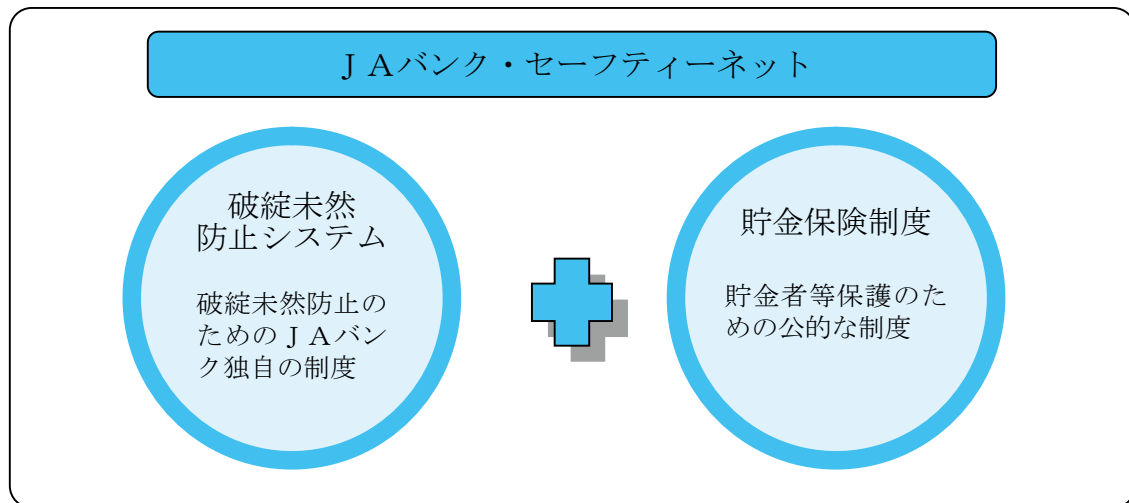 ＪＡバンク・セーフティーネット
破綻未然
防止システム
破綻未然防止の
ためのＪＡバン
ク独自の制度
貯金保険制度
貯金者等保護のた
めの公的な制度